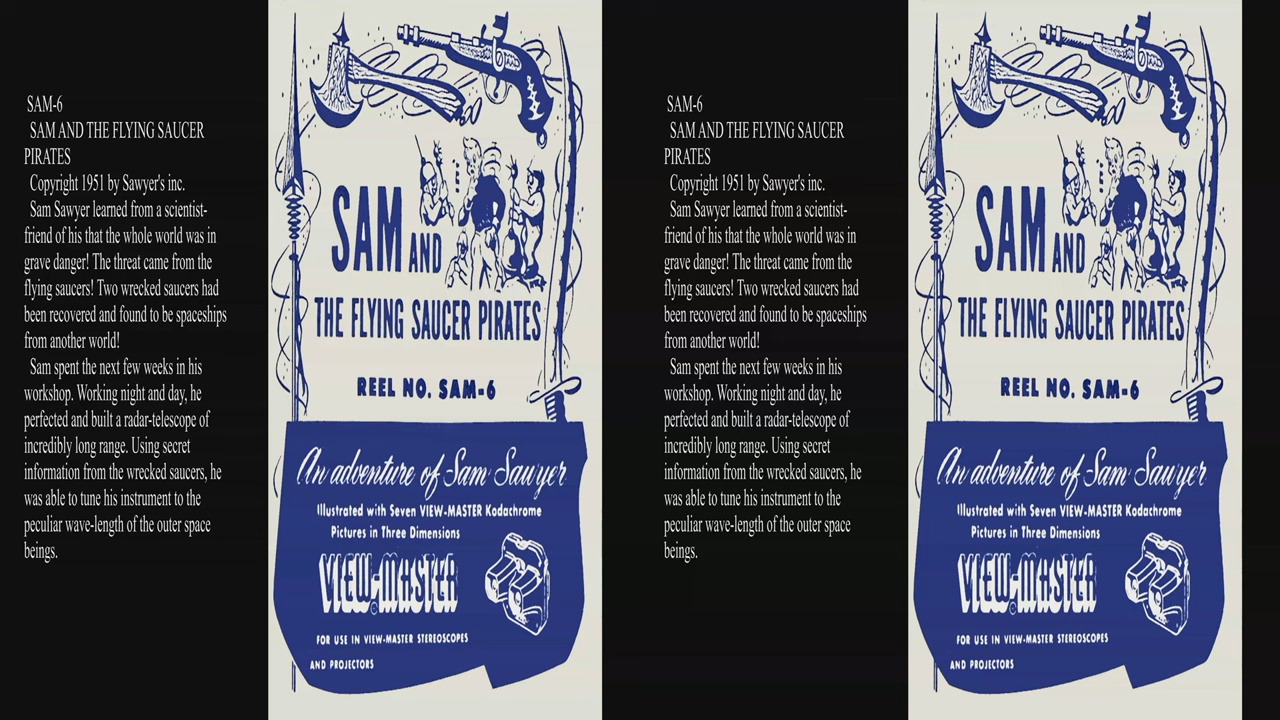 SAM-6
SAM AND THE FLYING SAUCER
PIRATES
Copyright 1951 by Sawyer's inc.
Sam Sawyer learned from a scientist-
friend of his that the whole world was in
grave danger! The threat came from the
flying saucers! Two wrecked saucers had
been recovered and found to be spaceships
from another world!
Sam spent the next few weeks in his
workshop. Working night and day, he
perfected and built a radar-telescope of
incredibly long range. Using secret
information from the wrecked saucers, he
was able to tune his instrument to the
peculiar wave-length of the outer space
beings.
SAM AND
THE FLYING SAUCER PIRATES
REEL NO. SAM-6
An adventure of Sam Sawyer
Illustrated with Seven VIEW-MASTER Kodachrome
Pictures in Three Dimensions
VIEW-MASTER
FOR USE IN VIEW-MASTER STEREOSCOPES
AND PROJECTORS
SAM-6
SAM AND THE FLYING SAUCER
PIRATES
Copyright 1951 by Sawyer's inc.
Sam Sawyer learned from a scientist-
friend of his that the whole world was in
grave danger! The threat came from the
flying saucers! Two wrecked saucers had
been recovered and found to be spaceships
from another world!
Sam spent the next few weeks in his
workshop. Working night and day, he
perfected and built a radar-telescope of
incredibly long range. Using secret
information from the wrecked saucers, he
was able to tune his instrument to the
peculiar wave-length of the outer space
beings.
SAM AND
THE FLYING SAUCER PIRATES
REEL NO. SAM-6
An adventure of Sam Sawyer
Illustrated with Seven VIEW-MASTER Kodachrome
Pictures in Three Dimensions
VIEW-MASTER
FOR USE IN VIEW-MASTER STEREOSCOPES
AND PROJECTORS